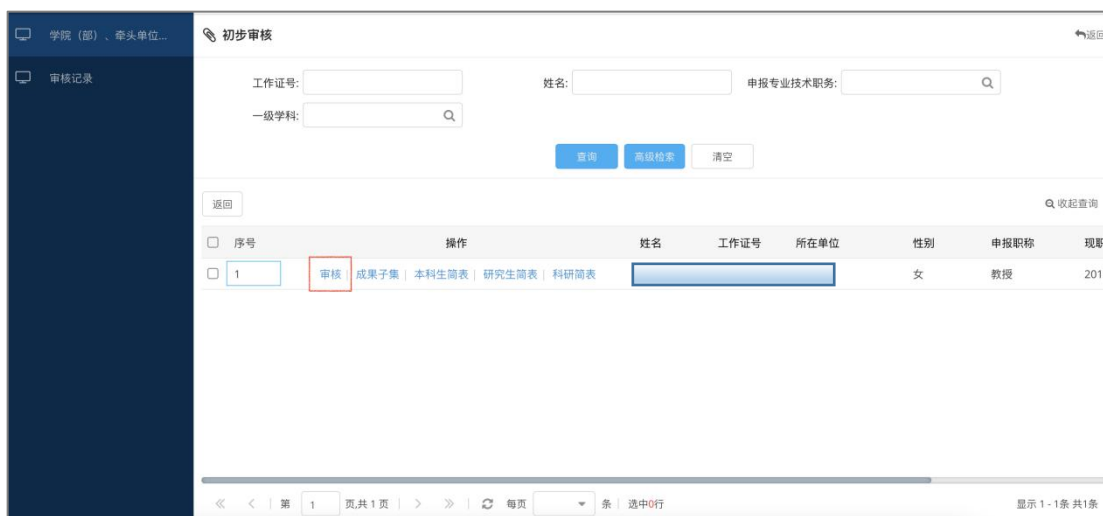 学院（部）、牵头单位...
审核记录
初步审核
返回
工作证号:
姓名:
申报专业技术职务:
一级学科:
查询 高级检索 清空
返回
收起查询
序号 操作 姓名 工作证号 所在单位 性别 申报职称 现职
1 审核 | 成果子集 | 本科生简表 | 研究生简表 | 科研简表 女 教授 201
第 1 页,共 1 页 每页 条 选中0行 显示 1 - 1条 共1条